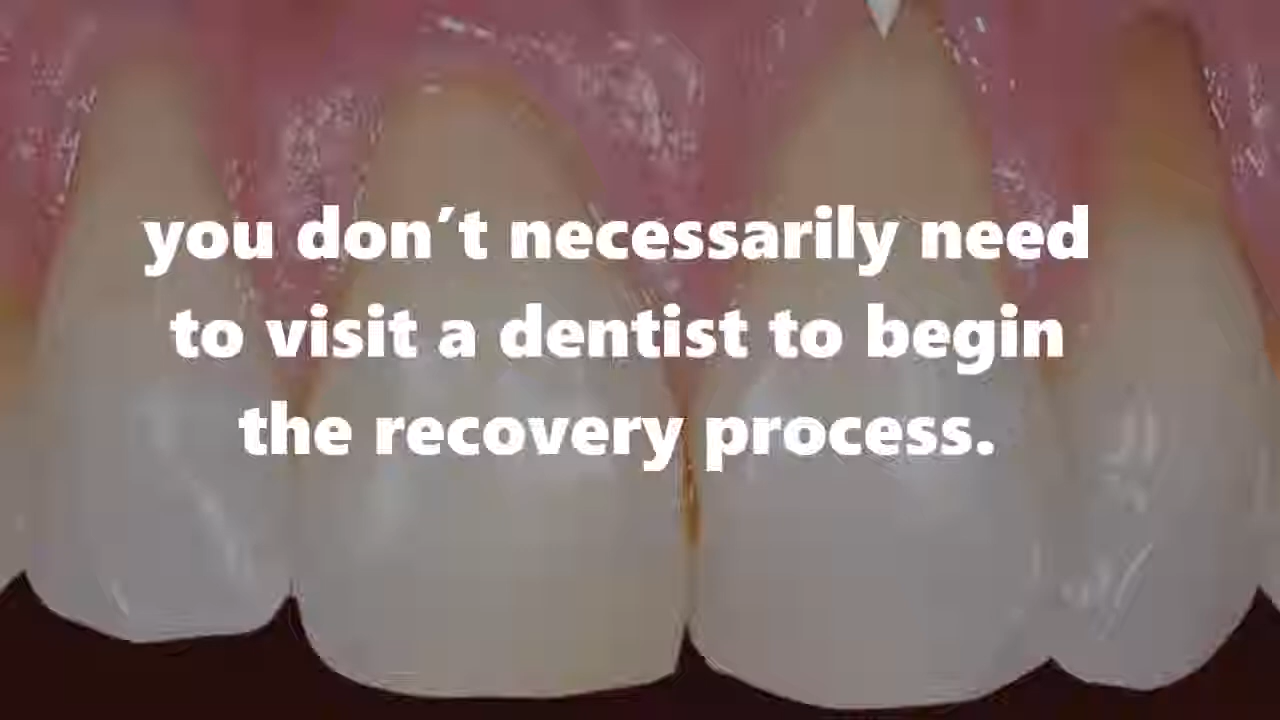 you don´t necessarily need
to visit a dentist to begin
the recovery process.